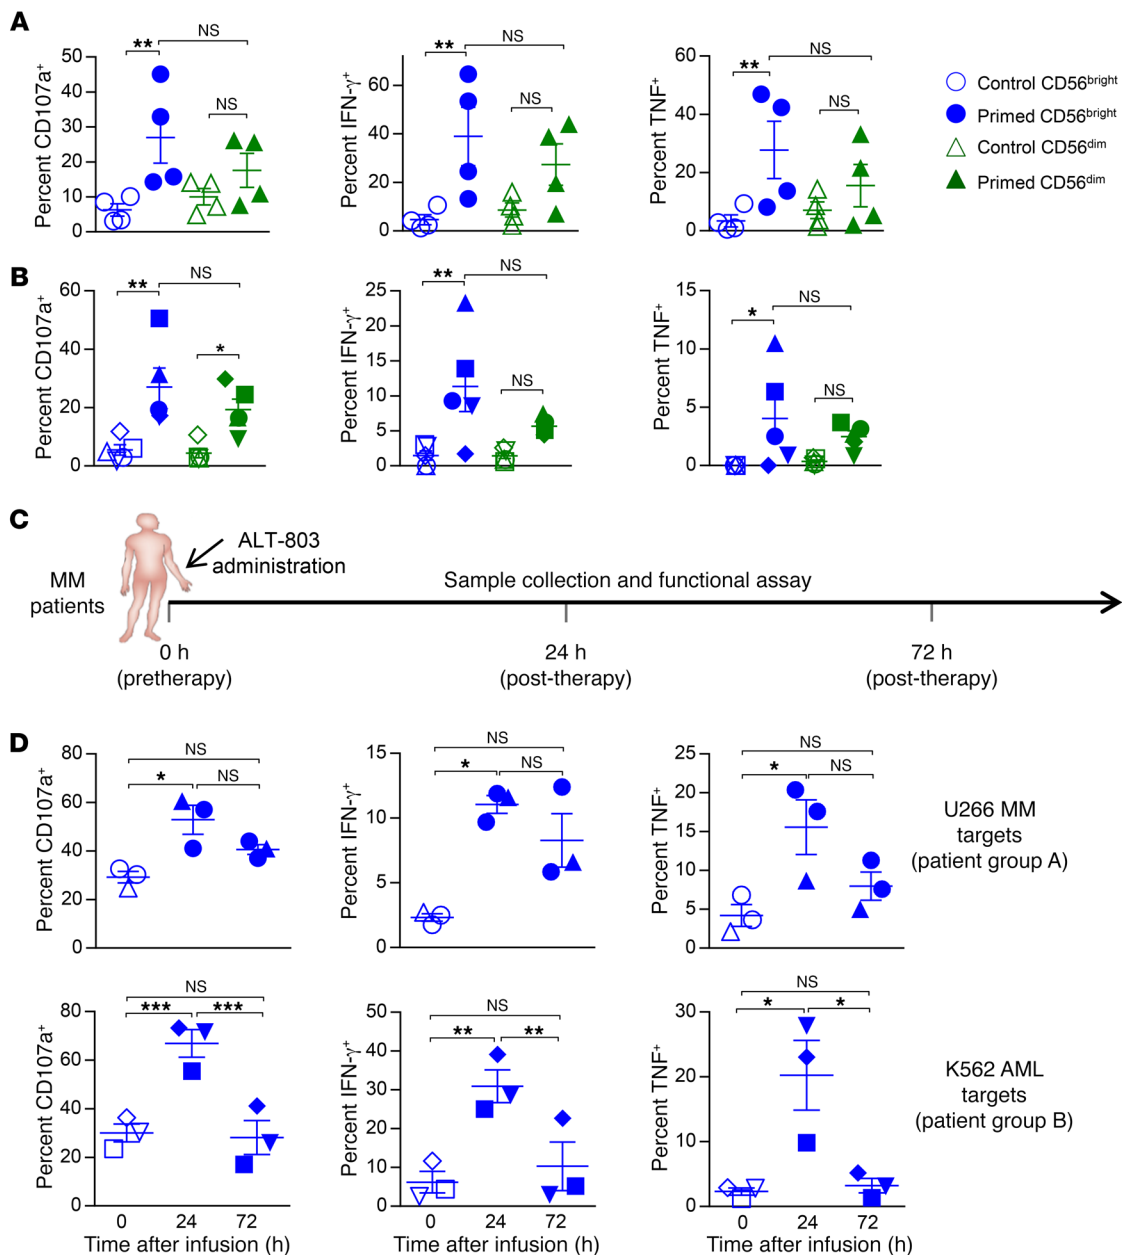 A
Percent CD107a⁺
50
40
30
20
10
0
**
NS
NS
Percent IFN-γ⁺
60
40
20
0
**
NS
NS
Percent TNF⁺
60
40
20
0
**
NS
NS
Control CD56ᵇʳⁱᵍʰᵗ
Primed CD56ᵇʳⁱᵍʰᵗ
Control CD56ᵈⁱᵐ
Primed CD56ᵈⁱᵐ
B
Percent CD107a⁺
60
40
20
0
**
NS
*
Percent IFN-γ⁺
25
20
15
10
5
0
**
NS
NS
Percent TNF⁺
15
10
5
0
*
NS
NS
C
MM
patients
ALT-803
administration
Sample collection and functional assay
0 h
(pretherapy)
24 h
(post-therapy)
72 h
(post-therapy)
D
Percent CD107a⁺
80
60
40
20
0
NS
*
NS
Percent IFN-γ⁺
15
10
5
0
NS
*
NS
Percent TNF⁺
25
20
15
10
5
0
NS
*
NS
U266 MM
targets
(patient group A)
Percent CD107a⁺
80
60
40
20
0
NS
***
***
0 24 72
Time after infusion (h)
Percent IFN-γ⁺
50
40
30
20
10
0
NS
**
**
0 24 72
Time after infusion (h)
Percent TNF⁺
30
20
10
0
NS
*
*
0 24 72
Time after infusion (h)
K562 AML
targets
(patient group B)